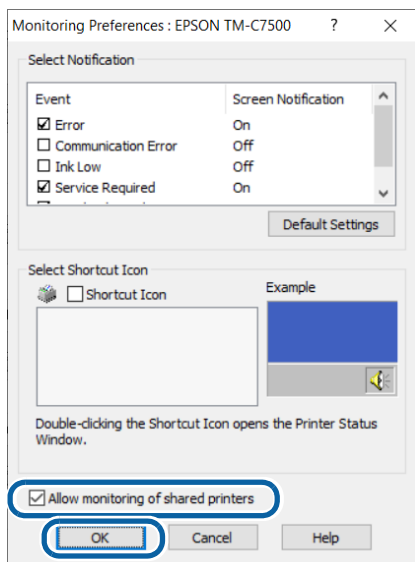 Monitoring Preferences : EPSON TM-C7500 ? ×
Select Notification
Event Screen Notification
Error On
Communication Error Off
Ink Low Off
Service Required On
Default Settings
Select Shortcut Icon
Shortcut Icon
Example
Double-clicking the Shortcut Icon opens the Printer Status
Window.
Allow monitoring of shared printers
OK Cancel Help